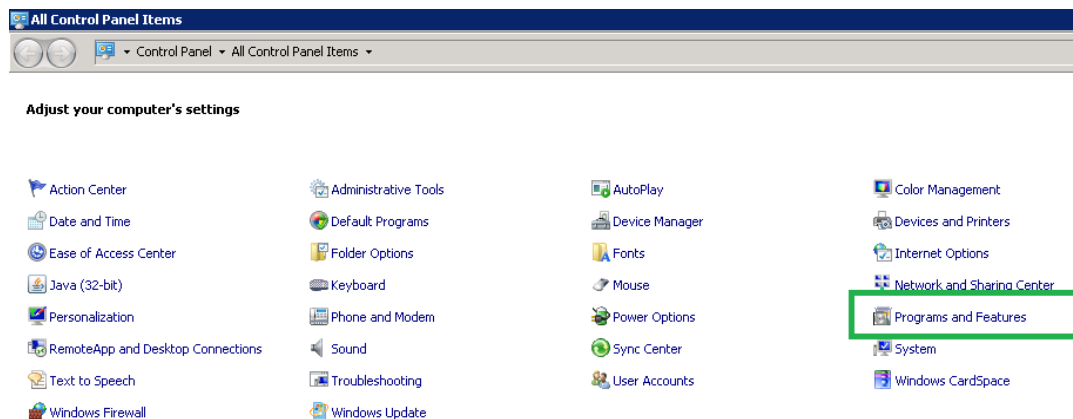 All Control Panel Items
Control Panel All Control Panel Items
Adjust your computer's settings
Action Center Administrative Tools AutoPlay Color Management
Date and Time Default Programs Device Manager Devices and Printers
Ease of Access Center Folder Options Fonts Internet Options
Java (32-bit) Keyboard Mouse Network and Sharing Center
Personalization Phone and Modem Power Options Programs and Features
RemoteApp and Desktop Connections Sound Sync Center System
Text to Speech Troubleshooting User Accounts Windows CardSpace
Windows Firewall Windows Update